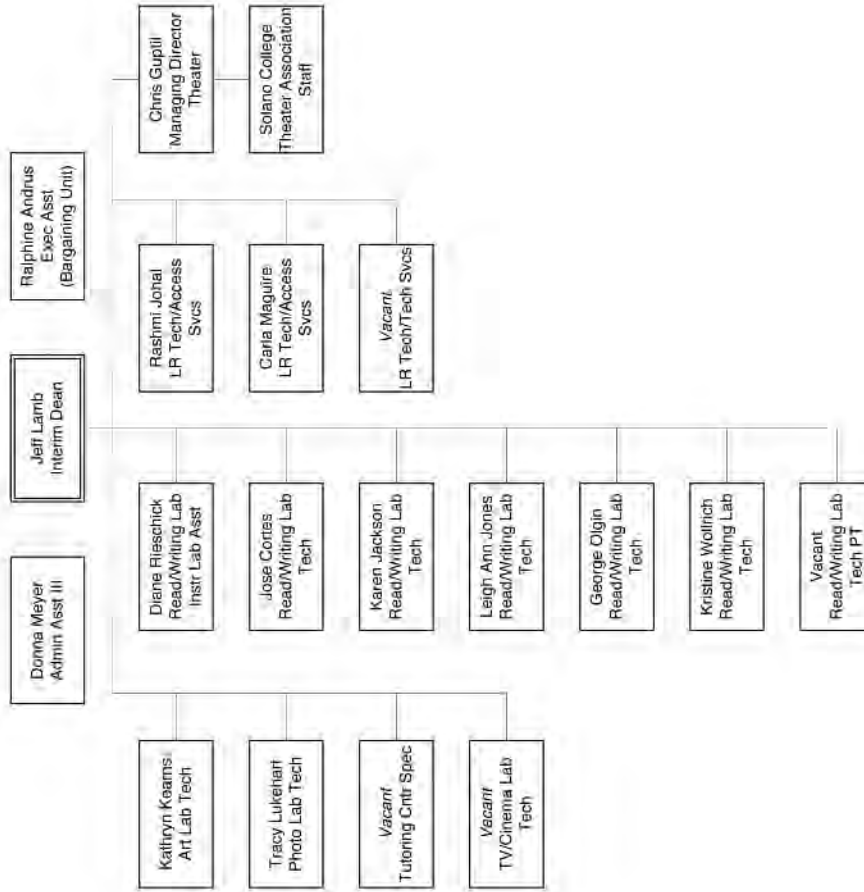 Jeff Lamb
Interim Dean
Donna Meyer
Admin Asst III
Ralphine Andrus
Exec Asst
(Bargaining Unit)
Kathryn Kearns
Art Lab Tech
Tracy Lukehart
Photo Lab Tech
Vacant
Tutoring Cntr Spec
Vacant
TV/Cinema Lab
Tech
Diane Rieschick
Read/Writing Lab
Instr Lab Asst
Jose Cortes
Read/Writing Lab
Tech
Karen Jackson
Read/Writing Lab
Tech
Leigh Ann Jones
Read/Writing Lab
Tech
George Olgin
Read/Writing Lab
Tech
Kristine Wolfrich
Read/Writing Lab
Tech
Vacant
Read/Writing Lab
Tech PT
Rashmi Johal
LR Tech/Access
Svcs
Carla Maguire
LR Tech/Access
Svcs
Vacant
LR Tech/Tech Svcs
Chris Guptil
Managing Director
Theater
Solano College
Theater Association
Staff